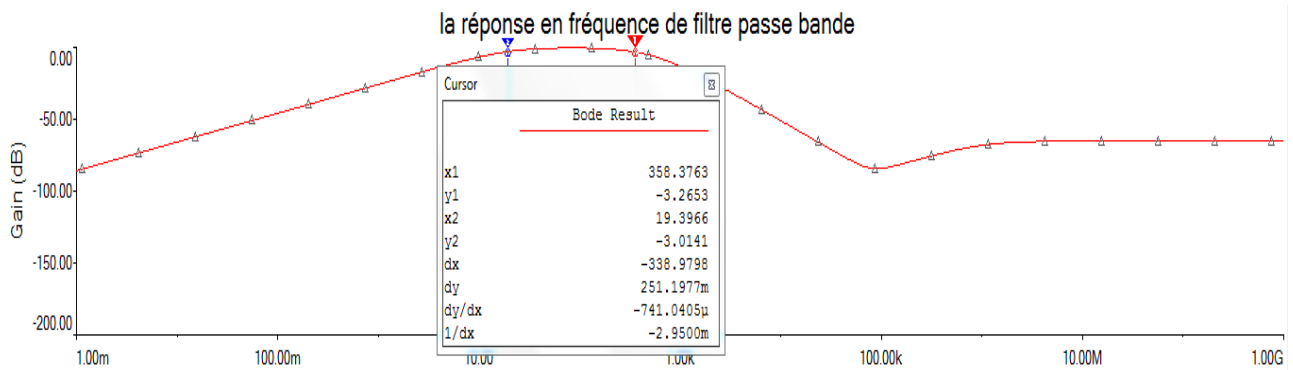 la réponse en fréquence de filtre passe bande
2 1
Gain (dB)
0.00
-50.00
-100.00
-150.00
-200.00
Cursor
Bode Result
x1 358.3763
y1 -3.2653
x2 19.3966
y2 -3.0141
dx -338.9798
dy 251.1977m
dy/dx -741.0405µ
1/dx -2.9500m
1.00m 100.00m 10.00 1.00k 100.00k 10.00M 1.00G